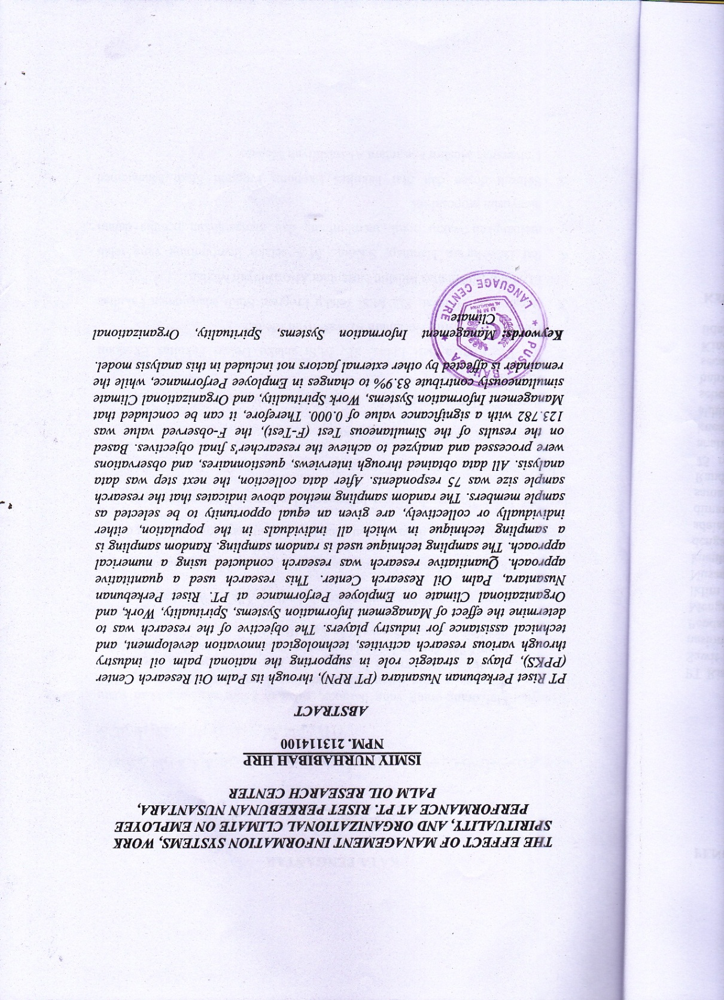 THE EFFECT OF MANAGEMENT INFORMATION SYSTEMS, WORK
SPIRITUALITY, AND ORGANIZATIONAL CLIMATE ON EMPLOYEE
PERFORMANCE AT PT. RISET PERKEBUNAN NUSANTARA,
PALM OIL RESEARCH CENTER
ISMIY NURHABIBAH HRP
NPM. 213114100
ABSTRACT
PT Riset Perkebunan Nusantara (PT RPN), through its Palm Oil Research Center
(PPKS), plays a strategic role in supporting the national palm oil industry
through various research activities, technological innovation development, and
technical assistance for industry players. The objective of the research was to
determine the effect of Management Information Systems, Spirituality, Work, and
Organizational Climate on Employee Performance at PT. Riset Perkebunan
Nusantara, Palm Oil Research Center. This research used a quantitative
approach. Quantitative research was research conducted using a numerical
approach. The sampling technique used is random sampling. Random sampling is
a sampling technique in which all individuals in the population, either
individually or collectively, are given an equal opportunity to be selected as
sample members. The random sampling method above indicates that the research
sample size was 75 respondents. After data collection, the next step was data
analysis. All data obtained through interviews, questionnaires, and observations
were processed and analyzed to achieve the researcher's final objectives. Based
on the results of the Simultaneous Test (F-Test), the F-observed value was
123.782 with a significance value of 0.000. Therefore, it can be concluded that
Management Information Systems, Work Spirituality, and Organizational Climate
simultaneously contribute 83.9% to changes in Employee Performance, while the
remainder is affected by other external factors not included in this analysis model.
Keywords: Management Information Systems, Spirituality, Organizational
Climate
PUSAT BAHASA
UMN
AL WASHLIYAH
LANGUAGE CENTRE